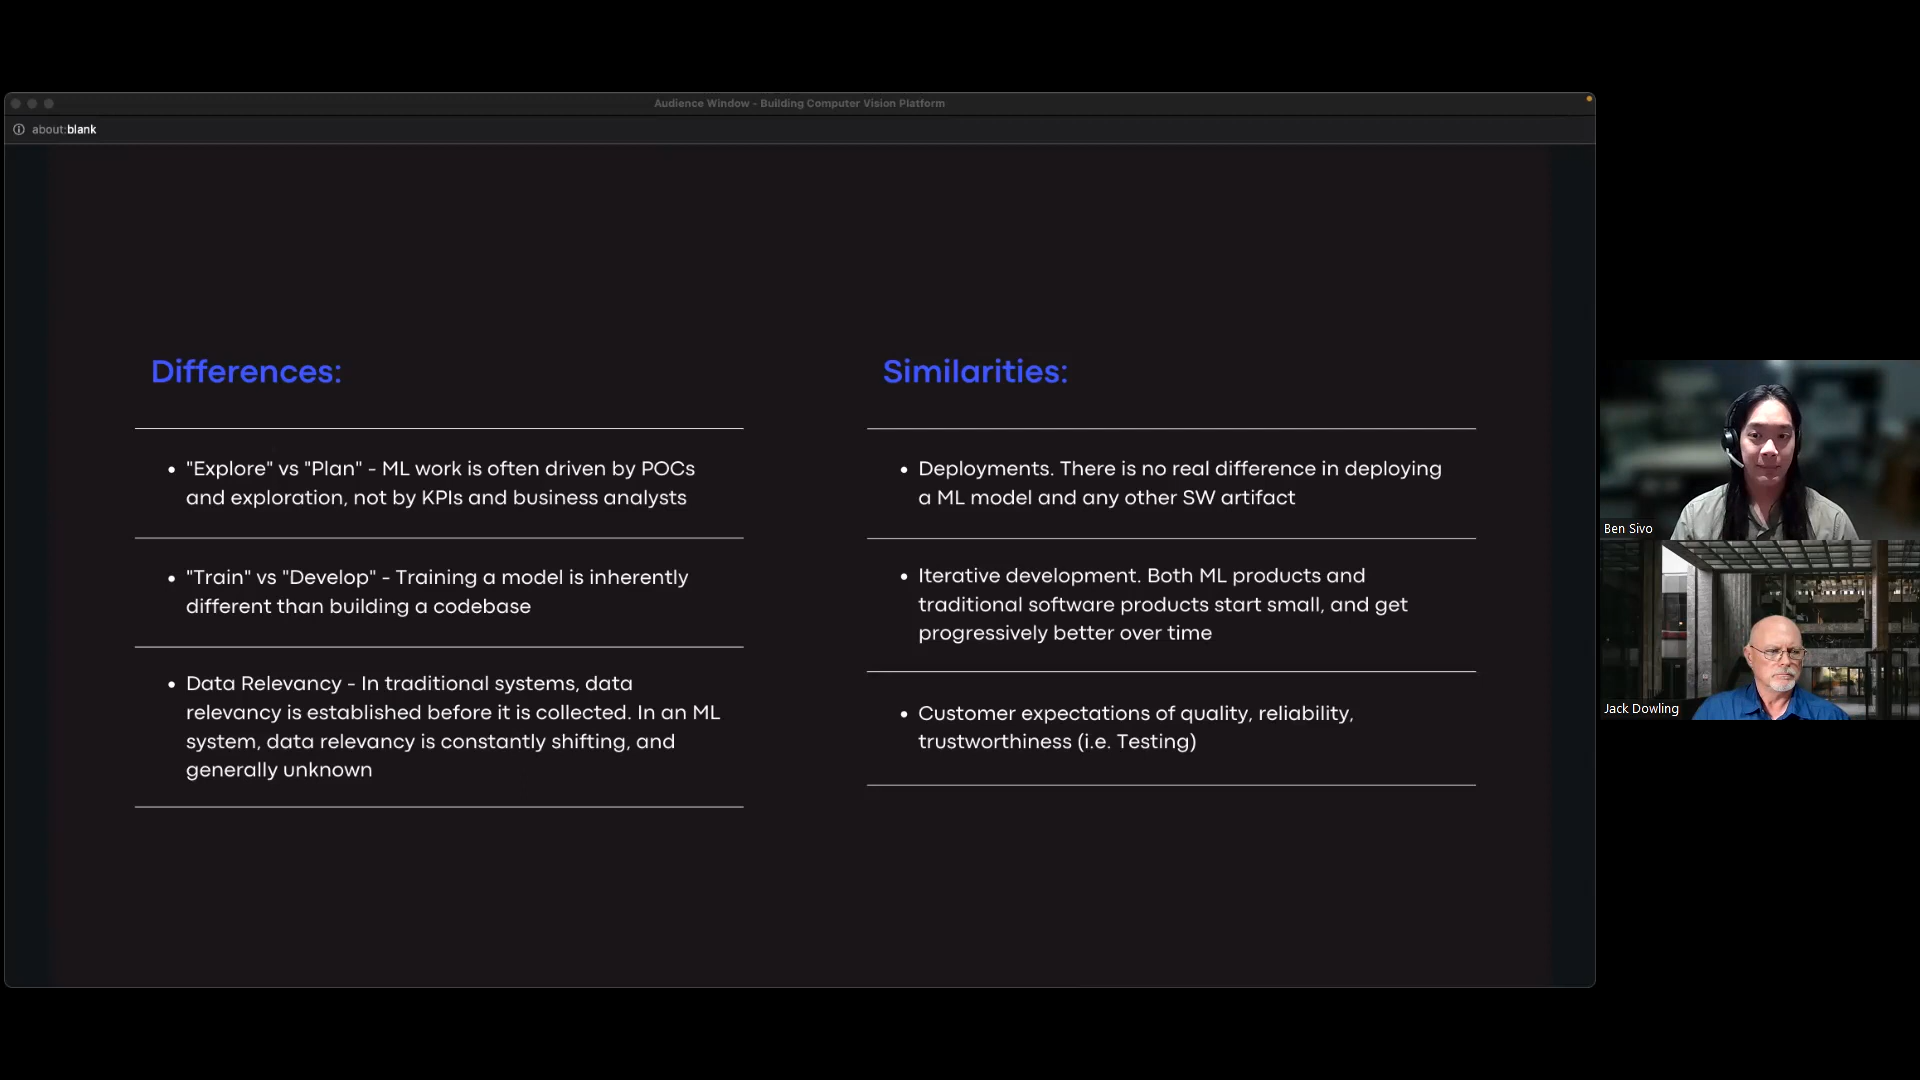 Audience Window - Building Computer Vision Platform
about:blank
Differences:
• "Explore" vs "Plan" - ML work is often driven by POCs
and exploration, not by KPIs and business analysts
• "Train" vs "Develop" - Training a model is inherently
different than building a codebase
• Data Relevancy - In traditional systems, data
relevancy is established before it is collected. In an ML
system, data relevancy is constantly shifting, and
generally unknown
Similarities:
• Deployments. There is no real difference in deploying
a ML model and any other SW artifact
• Iterative development. Both ML products and
traditional software products start small, and get
progressively better over time
• Customer expectations of quality, reliability,
trustworthiness (i.e. Testing)
Ben Sivo
Jack Dowling